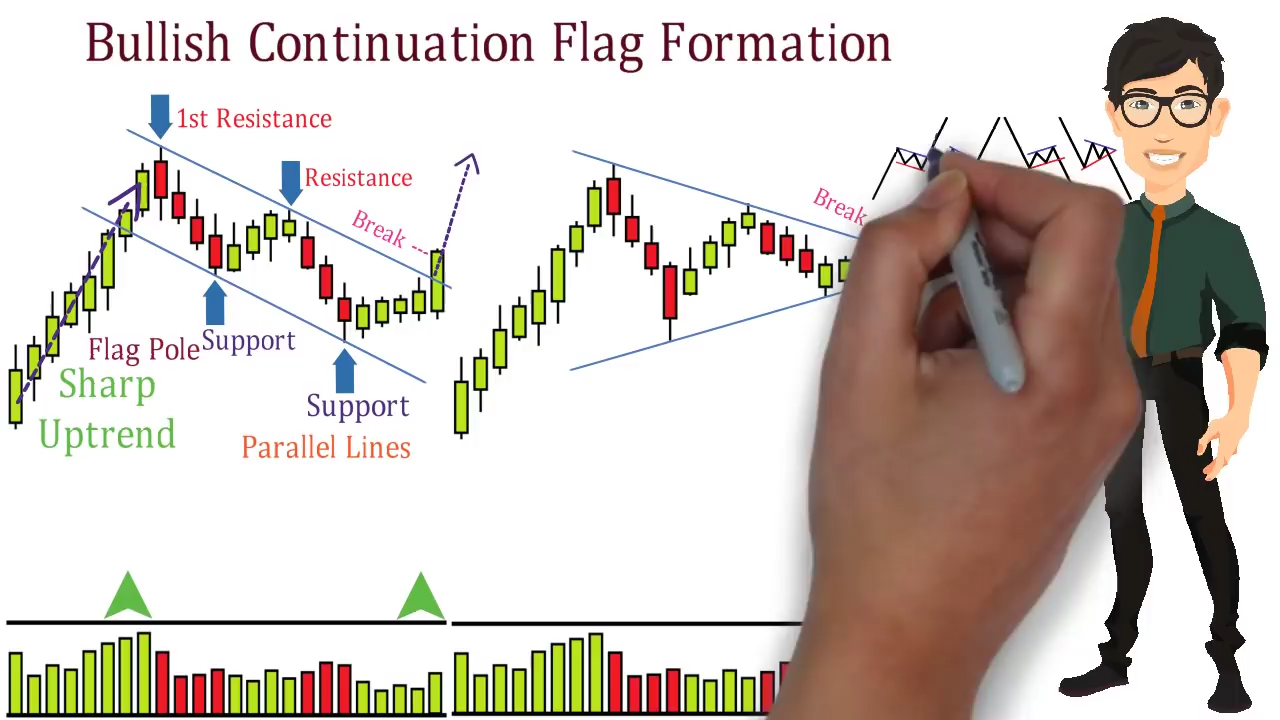 Bullish Continuation Flag Formation
1st Resistance
Resistance
Break
Break
Flag Pole
Support
Sharp
Uptrend
Support
Parallel Lines